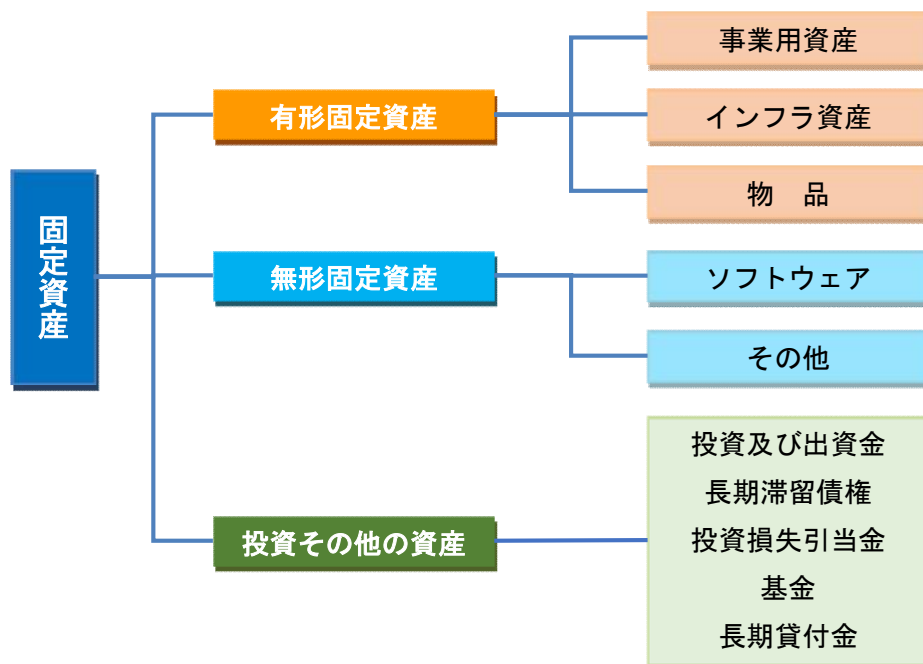 固定資産
有形固定資産
事業用資産
インフラ資産
物　品
無形固定資産
ソフトウェア
その他
投資その他の資産
投資及び出資金
長期滞留債権
投資損失引当金
基金
長期貸付金